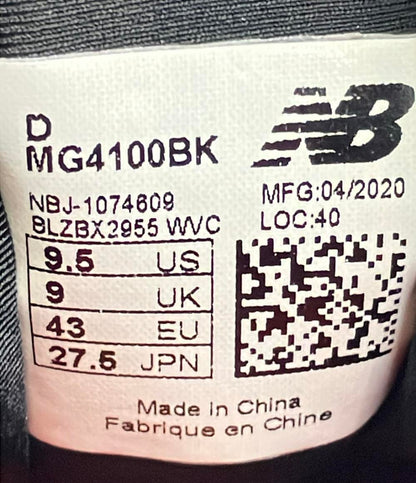 D
MG4100BK
NB
NBJ-1074609
BLZBX2955 WVC
MFG:04/2020
LOC:40
9.5 US
9 UK
43 EU
27.5 JPN
Made in China
Fabrique en Chine